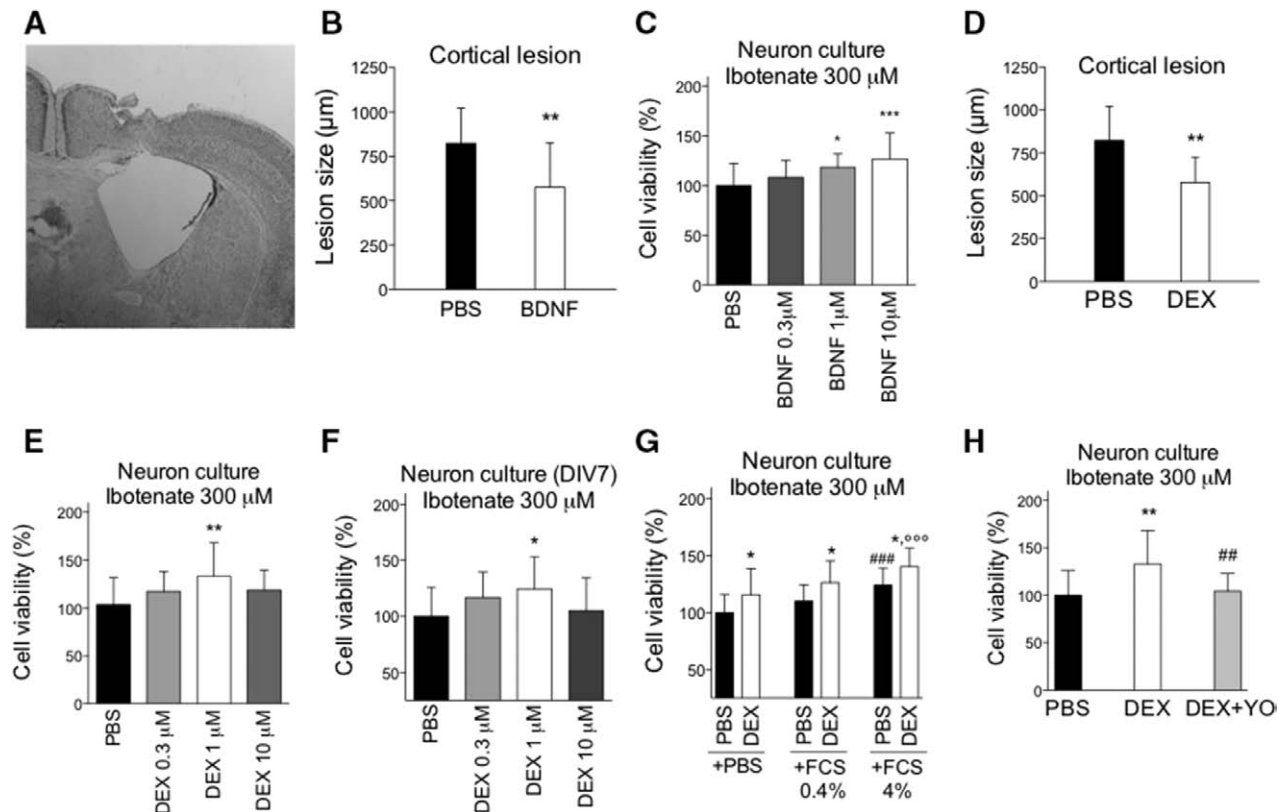 A
B
Cortical lesion
Lesion size (µm)
1250
1000
750
500
250
0
**
PBS
BDNF
C
Neuron culture
Ibotenate 300 µM
Cell viability (%)
200
150
100
50
0
*
***
PBS
BDNF 0.3µM
BDNF 1µM
BDNF 10µM
D
Cortical lesion
Lesion size (µm)
1250
1000
750
500
250
0
**
PBS
DEX
E
Neuron culture
Ibotenate 300 µM
Cell viability (%)
200
150
100
50
0
**
PBS
DEX 0.3 µM
DEX 1 µM
DEX 10 µM
F
Neuron culture (DIV7)
Ibotenate 300 µM
Cell viability (%)
200
150
100
50
*
PBS
DEX 0.3 µM
DEX 1 µM
DEX 10 µM
G
Neuron culture
Ibotenate 300 µM
Cell viability (%)
200
150
100
50
*
*
###
*,°°°
PBS
DEX
PBS
DEX
PBS
DEX
+PBS
+FCS
0.4%
+FCS
4%
H
Neuron culture
Ibotenate 300 µM
Cell viability (%)
200
150
100
50
0
**
##
PBS
DEX
DEX+YO